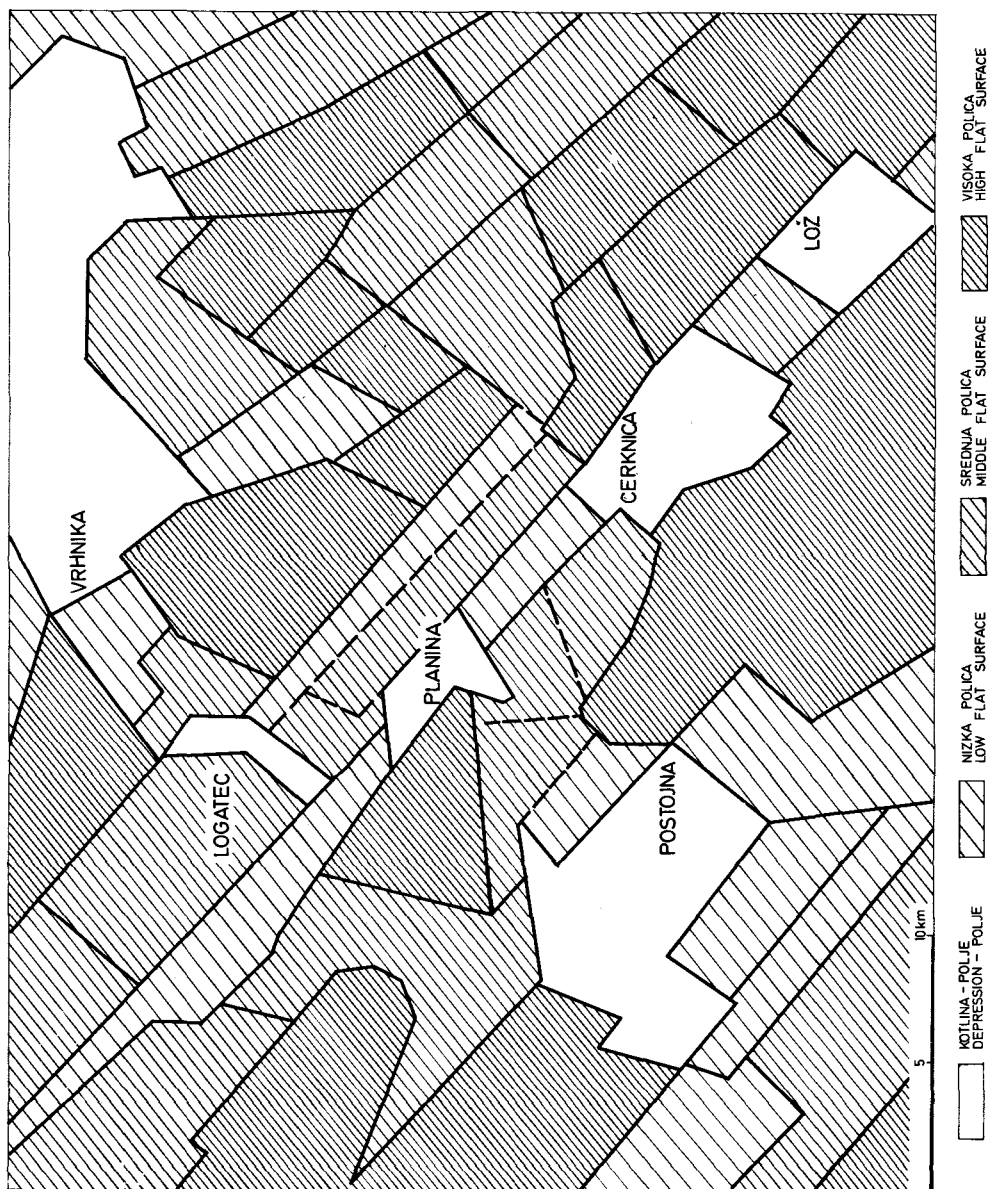 VRHNIKA
LOGATEC
PLANINA
CERKNICA
LOŽ
POSTOJNA
5
10km
KOTLINA - POLJE
DEPRESSION - POLJE
NIZKA POLICA
LOW FLAT SURFACE
SREDNJA POLICA
MIDDLE FLAT SURFACE
VISOKA POLICA
HIGH FLAT SURFACE